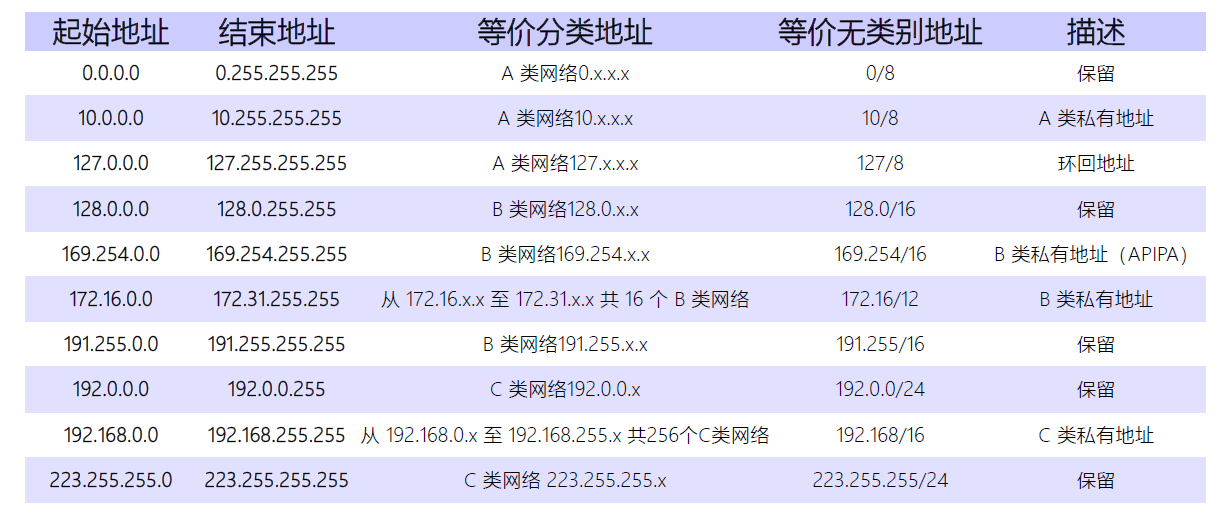 起始地址 结束地址 等价分类地址 等价无类别地址 描述
0.0.0.0 0.255.255.255 A 类网络0.x.x.x 0/8 保留
10.0.0.0 10.255.255.255 A 类网络10.x.x.x 10/8 A 类私有地址
127.0.0.0 127.255.255.255 A 类网络127.x.x.x 127/8 环回地址
128.0.0.0 128.0.255.255 B 类网络128.0.x.x 128.0/16 保留
169.254.0.0 169.254.255.255 B 类网络169.254.x.x 169.254/16 B 类私有地址（APIPA）
172.16.0.0 172.31.255.255 从 172.16.x.x 至 172.31.x.x 共 16 个 B 类网络 172.16/12 B 类私有地址
191.255.0.0 191.255.255.255 B 类网络191.255.x.x 191.255/16 保留
192.0.0.0 192.0.0.255 C 类网络192.0.0.x 192.0.0/24 保留
192.168.0.0 192.168.255.255 从 192.168.0.x 至 192.168.255.x 共256个C类网络 192.168/16 C 类私有地址
223.255.255.0 223.255.255.255 C 类网络 223.255.255.x 223.255.255/24 保留